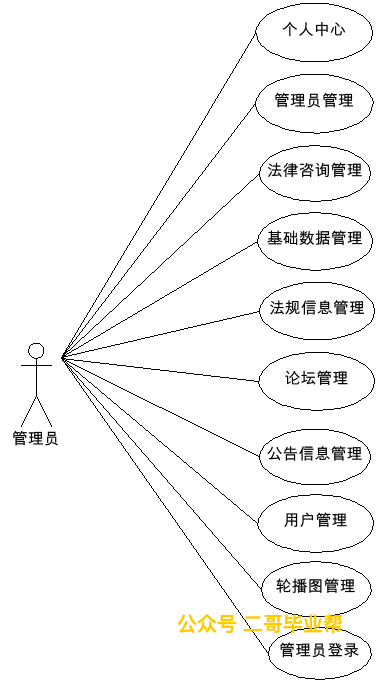 个人中心
管理员管理
法律咨询管理
基础数据管理
法规信息管理
论坛管理
管理员
公告信息管理
用户管理
轮播图管理
公众号 二哥毕业帮
管理员登录